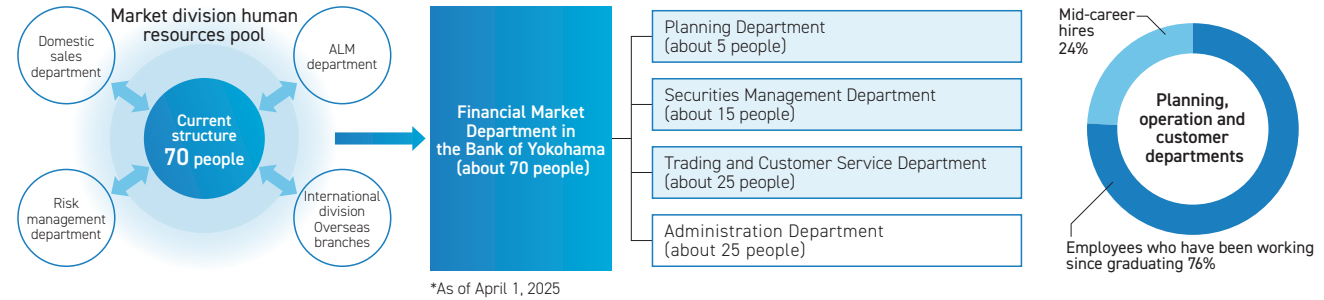 Market division human
resources pool
Domestic
sales
department
ALM
department
Current
structure
70 people
Risk
management
department
International
division
Overseas
branches
Financial Market
Department in
the Bank of Yokohama
(about 70 people)
*As of April 1, 2025
Planning Department
(about 5 people)
Securities Management Department
(about 15 people)
Trading and Customer Service Department
(about 25 people)
Administration Department
(about 25 people)
Mid-career
hires
24%
Planning,
operation and
customer
departments
Employees who have been working
since graduating 76%